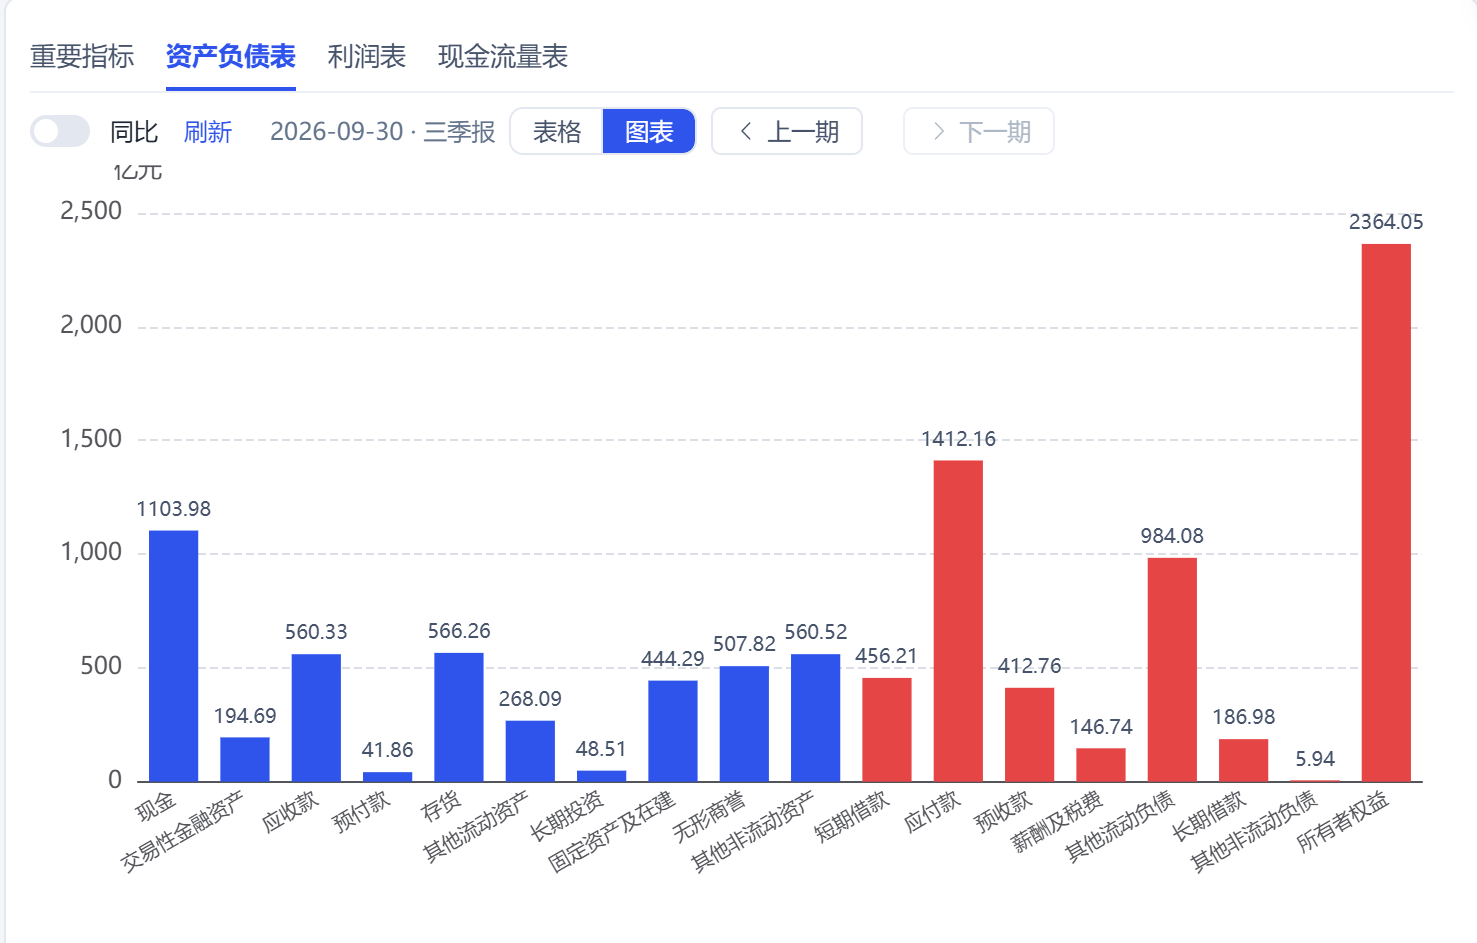 重要指标 资产负债表 利润表 现金流量表
同比 刷新 2026-09-30 · 三季报 表格 图表 < 上一期 > 下一期
亿元
2,500
2,000
1,500
1,000
500
0
1103.98
194.69
560.33
41.86
566.26
268.09
48.51
444.29
507.82
560.52
456.21
1412.16
412.76
146.74
984.08
186.98
5.94
2364.05
现金
交易性金融资产
应收款
预付款
存货
其他流动资产
长期投资
固定资产及在建
无形商誉
其他非流动资产
短期借款
应付款
预收款
薪酬及税费
其他流动负债
长期借款
其他非流动负债
所有者权益